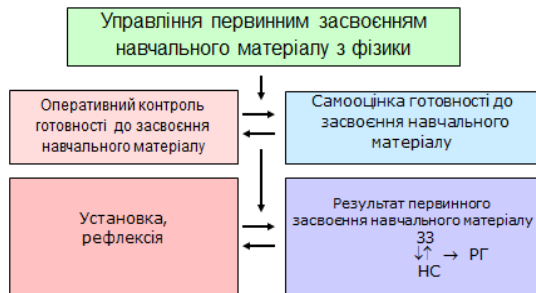 Управління первинним засвоєнням
навчального матеріалу з фізики
Оперативний контроль
готовності до засвоєння
навчального матеріалу
Самооцінка готовності до
засвоєння навчального
матеріалу
Установка,
рефлексія
Результат первинного
засвоєння навчального матеріалу
ЗЗ
↓↑ → РГ
НС